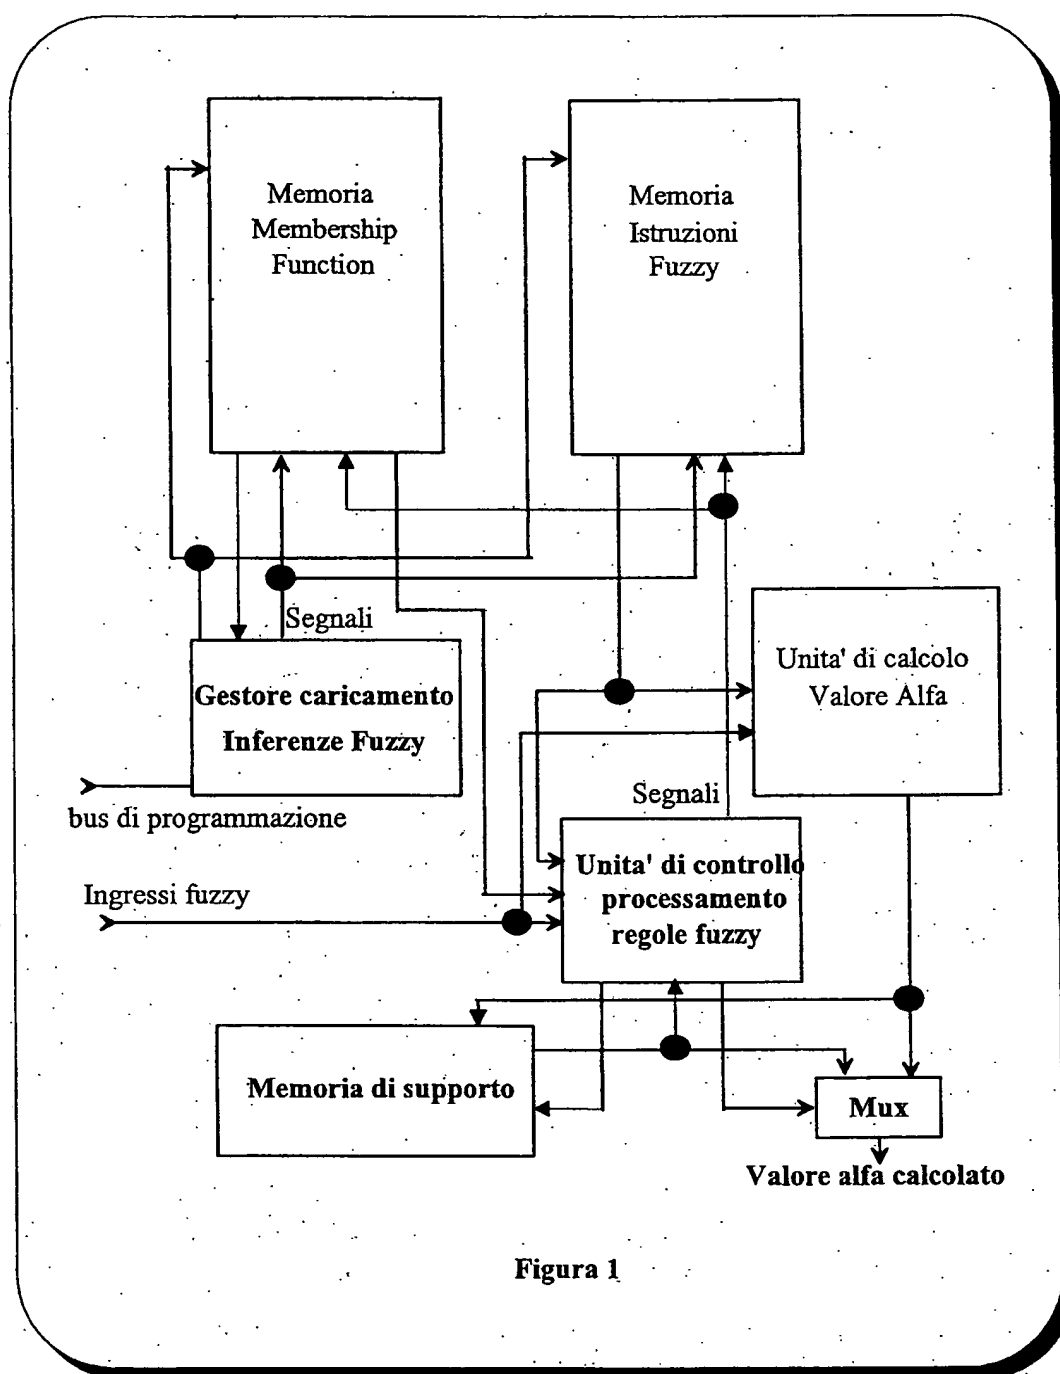 Memoria
Membership
Function
Memoria
Istruzioni
Fuzzy
Segnali
Gestore caricamento
Inferenze Fuzzy
Unita' di calcolo
Valore Alfa
bus di programmazione
Segnali
Ingressi fuzzy
Unita' di controllo
processamento
regole fuzzy
Memoria di supporto
Mux
Valore alfa calcolato
Figura 1